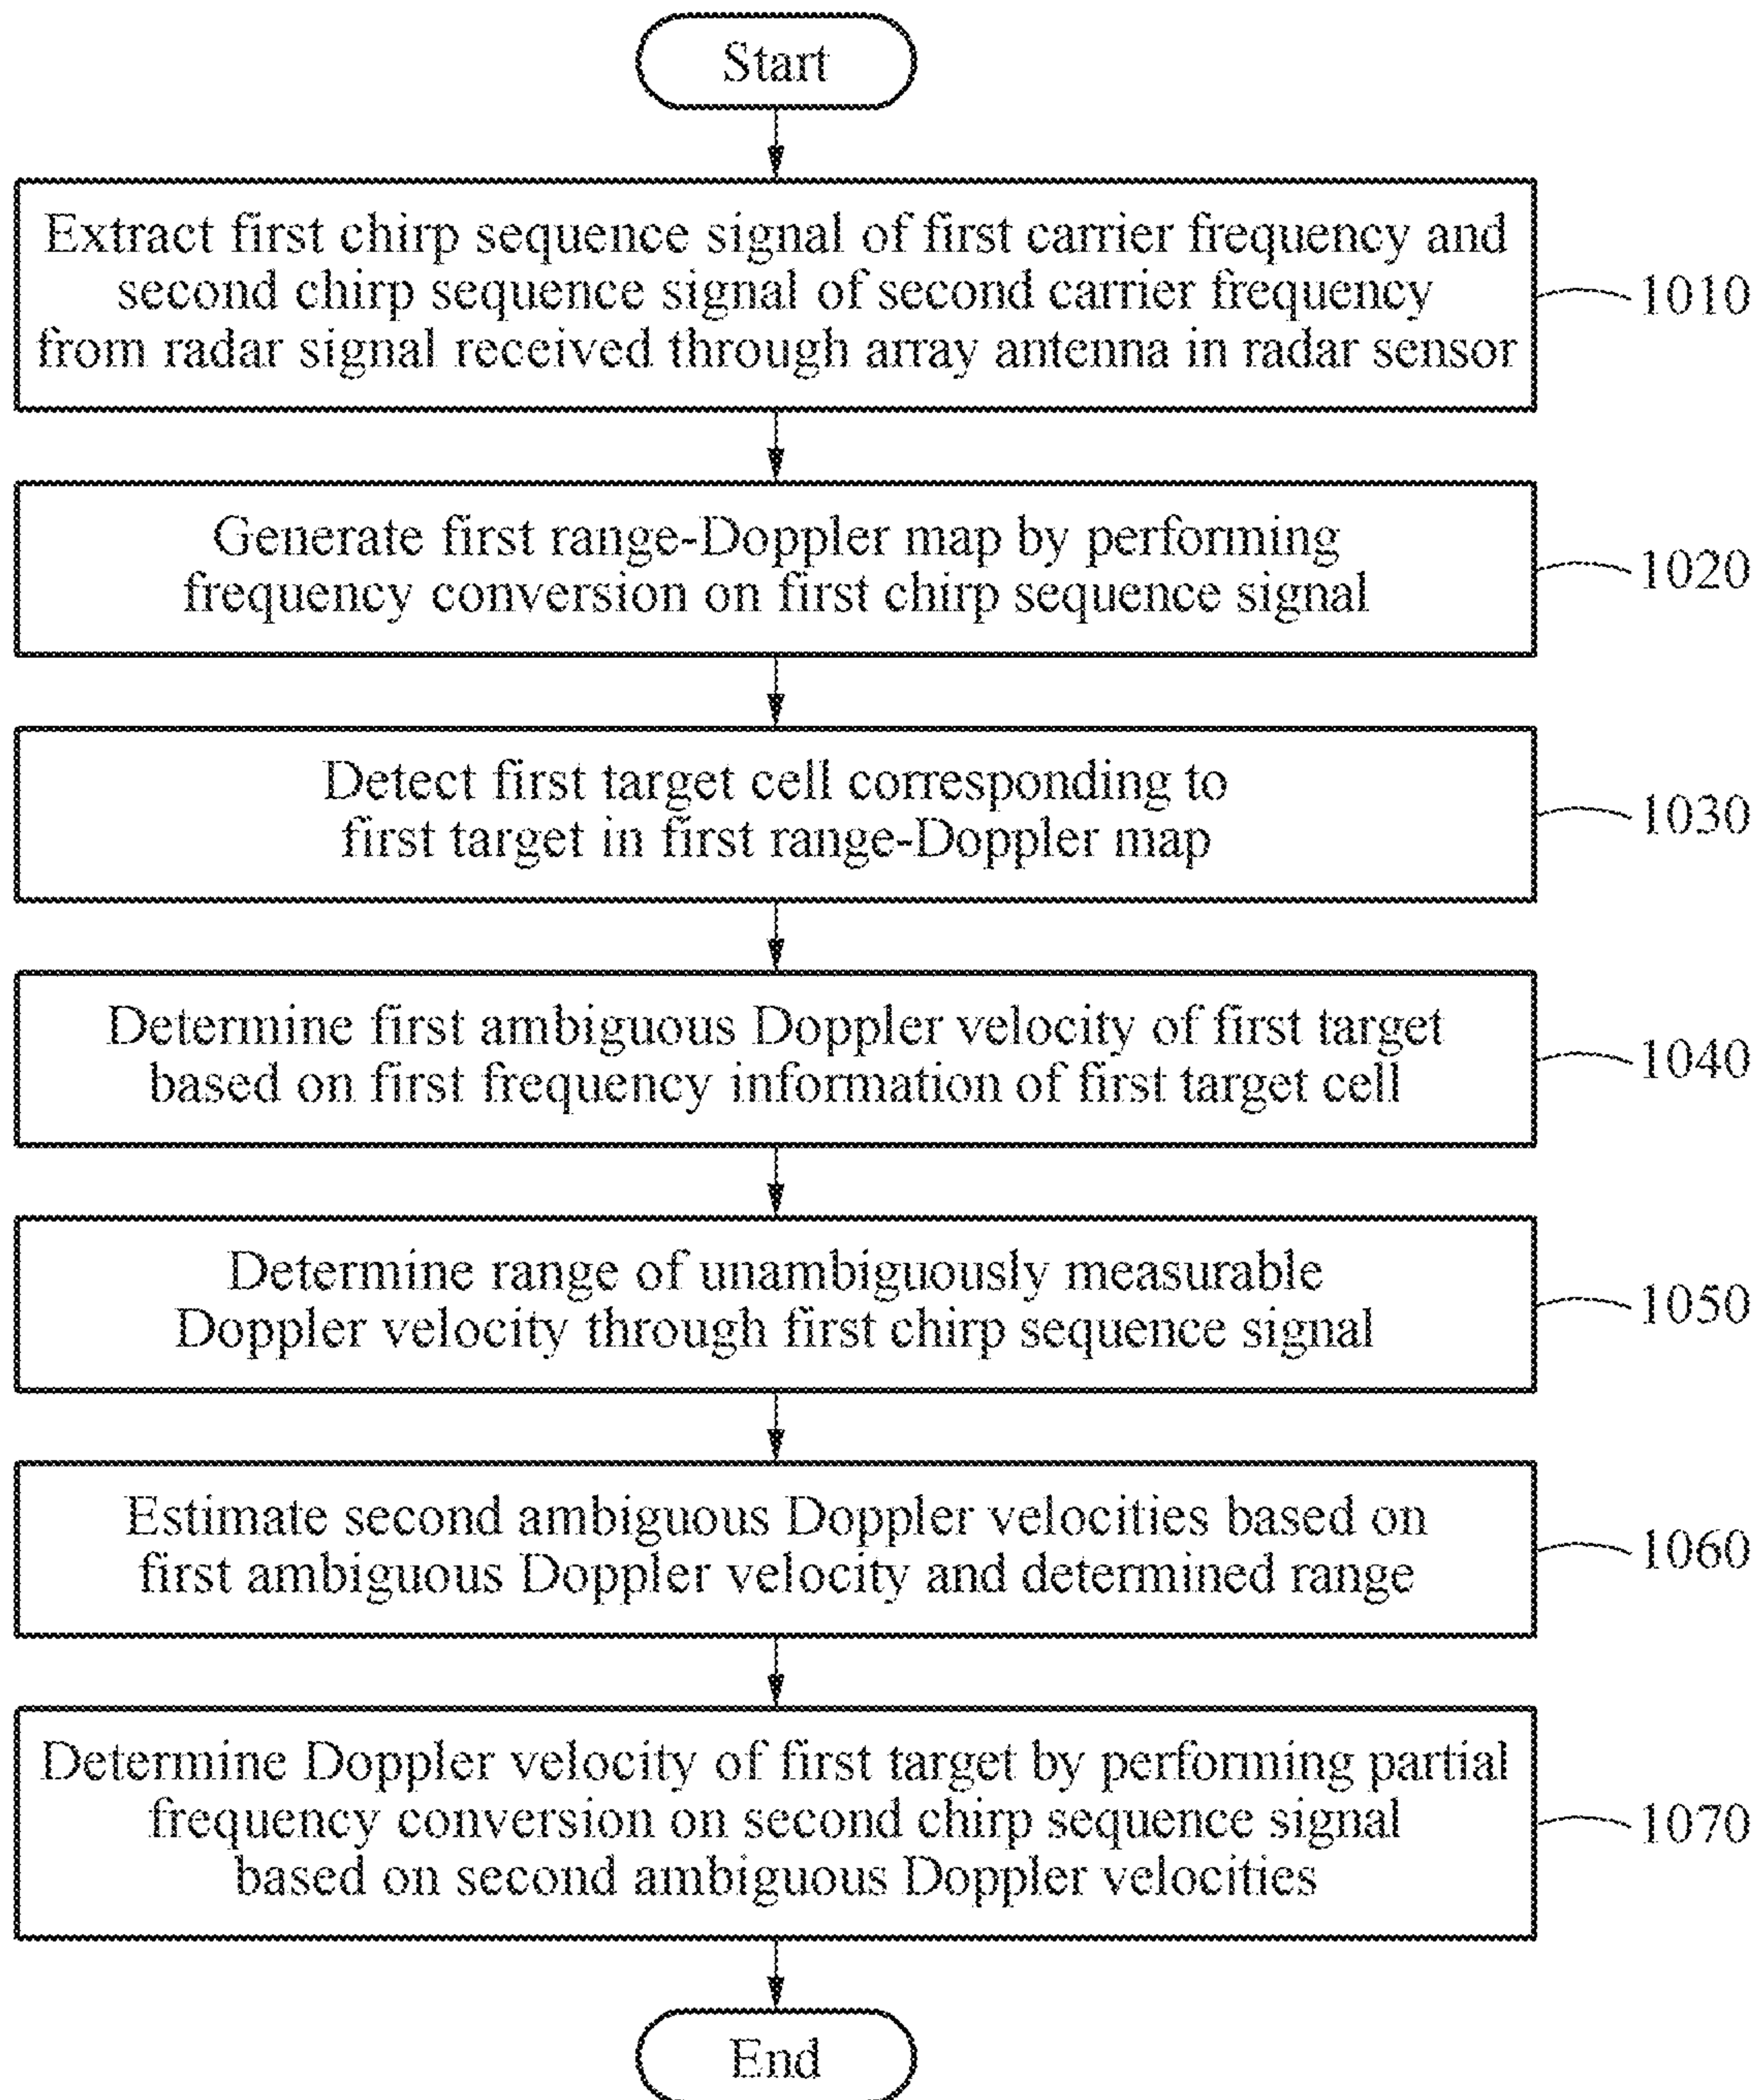 Start
Extract first chirp sequence signal of first carrier frequency and
second chirp sequence signal of second carrier frequency
from radar signal received through array antenna in radar sensor
1010
Generate first range-Doppler map by performing
frequency conversion on first chirp sequence signal
1020
Detect first target cell corresponding to
first target in first range-Doppler map
1030
Determine first ambiguous Doppler velocity of first target
based on first frequency information of first target cell
1040
Determine range of unambiguously measurable
Doppler velocity through first chirp sequence signal
1050
Estimate second ambiguous Doppler velocities based on
first ambiguous Doppler velocity and determined range
1060
Determine Doppler velocity of first target by performing partial
frequency conversion on second chirp sequence signal
based on second ambiguous Doppler velocities
1070
End